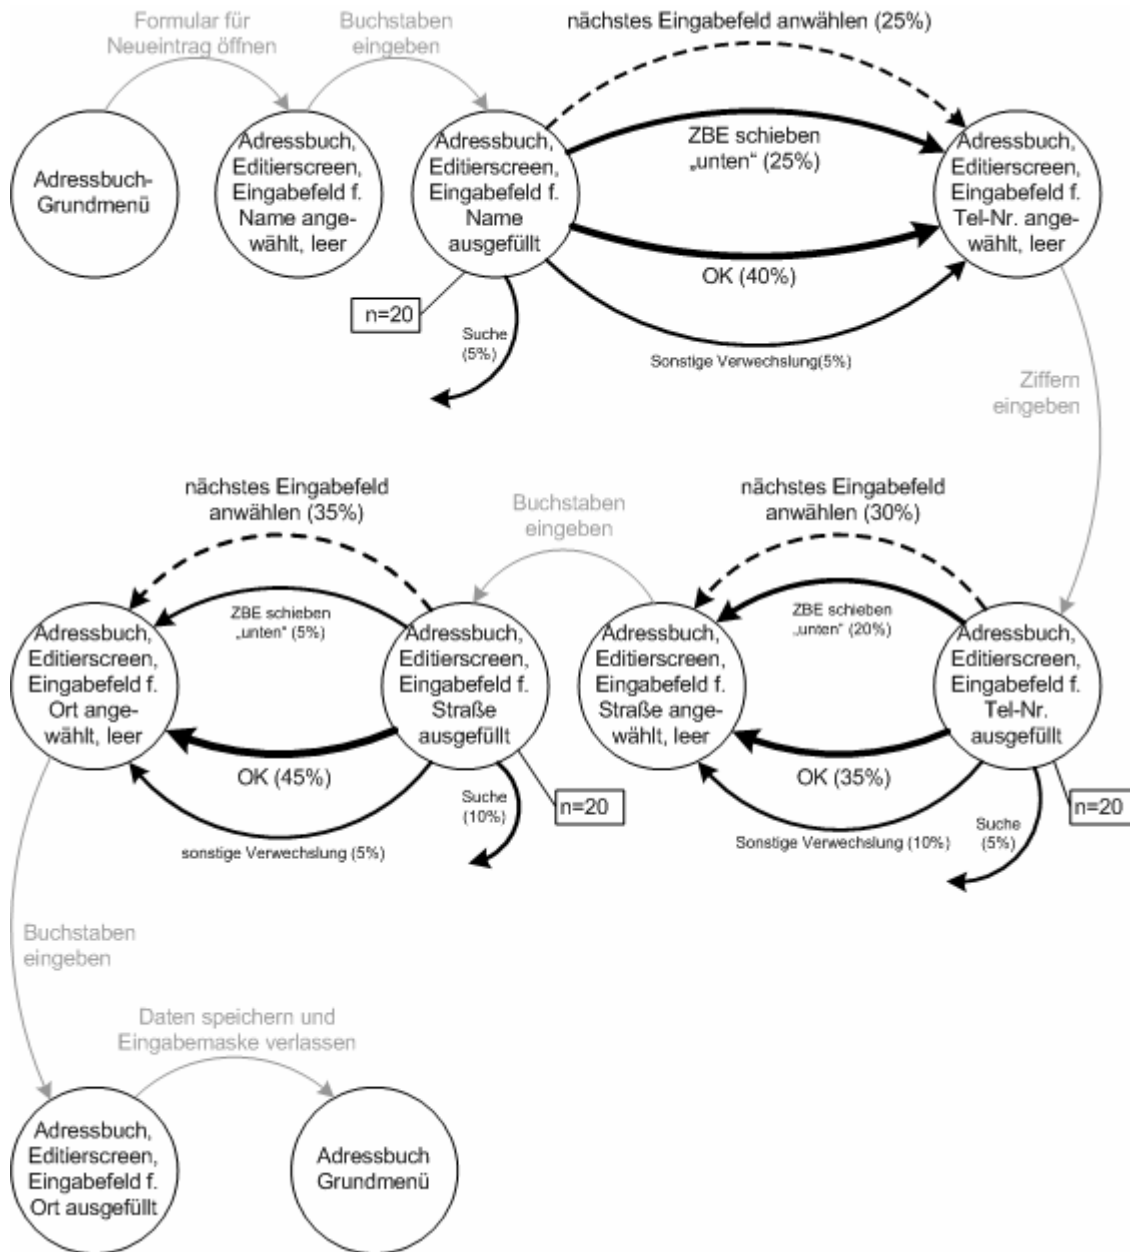 Formular für
Neueintrag öffnen
Buchstaben
eingeben
nächstes Eingabefeld anwählen (25%)
Adressbuch-
Grundmenü
Adressbuch,
Editierscreen,
Eingabefeld f.
Name ange-
wählt, leer
Adressbuch,
Editierscreen,
Eingabefeld f.
Name
ausgefüllt
ZBE schieben
„unten“ (25%)
Adressbuch,
Editierscreen,
Eingabefeld f.
Tel-Nr. ange-
wählt, leer
OK (40%)
n=20
Suche
(5%)
Sonstige Verwechslung(5%)
Ziffern
eingeben
nächstes Eingabefeld
anwählen (35%)
Buchstaben
eingeben
nächstes Eingabefeld
anwählen (30%)
ZBE schieben
„unten“ (5%)
ZBE schieben
„unten“ (20%)
Adressbuch,
Editierscreen,
Eingabefeld f.
Ort ange-
wählt, leer
Adressbuch,
Editierscreen,
Eingabefeld f.
Straße
ausgefüllt
Adressbuch,
Editierscreen,
Eingabefeld f.
Straße ange-
wählt, leer
Adressbuch,
Editierscreen,
Eingabefeld f.
Tel-Nr.
ausgefüllt
OK (45%)
OK (35%)
Suche
(10%)
n=20
n=20
sonstige Verwechslung (5%)
Sonstige Verwechslung (10%)
Suche
(5%)
Buchstaben
eingeben
Daten speichern und
Eingabemaske verlassen
Adressbuch,
Editierscreen,
Eingabefeld f.
Ort ausgefüllt
Adressbuch
Grundmenü